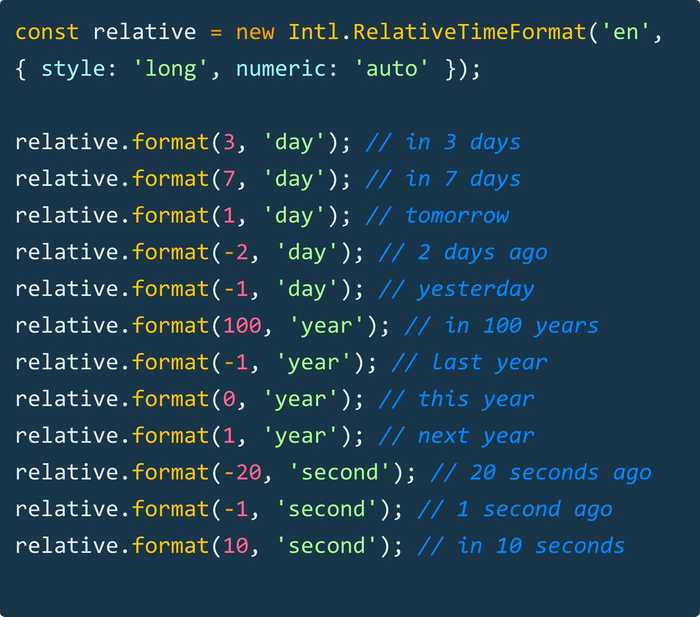 const relative = new Intl.RelativeTimeFormat('en',
{ style: 'long', numeric: 'auto' });
relative.format(3, 'day'); // in 3 days
relative.format(7, 'day'); // in 7 days
relative.format(1, 'day'); // tomorrow
relative.format(-2, 'day'); // 2 days ago
relative.format(-1, 'day'); // yesterday
relative.format(100, 'year'); // in 100 years
relative.format(-1, 'year'); // last year
relative.format(0, 'year'); // this year
relative.format(1, 'year'); // next year
relative.format(-20, 'second'); // 20 seconds ago
relative.format(-1, 'second'); // 1 second ago
relative.format(10, 'second'); // in 10 seconds